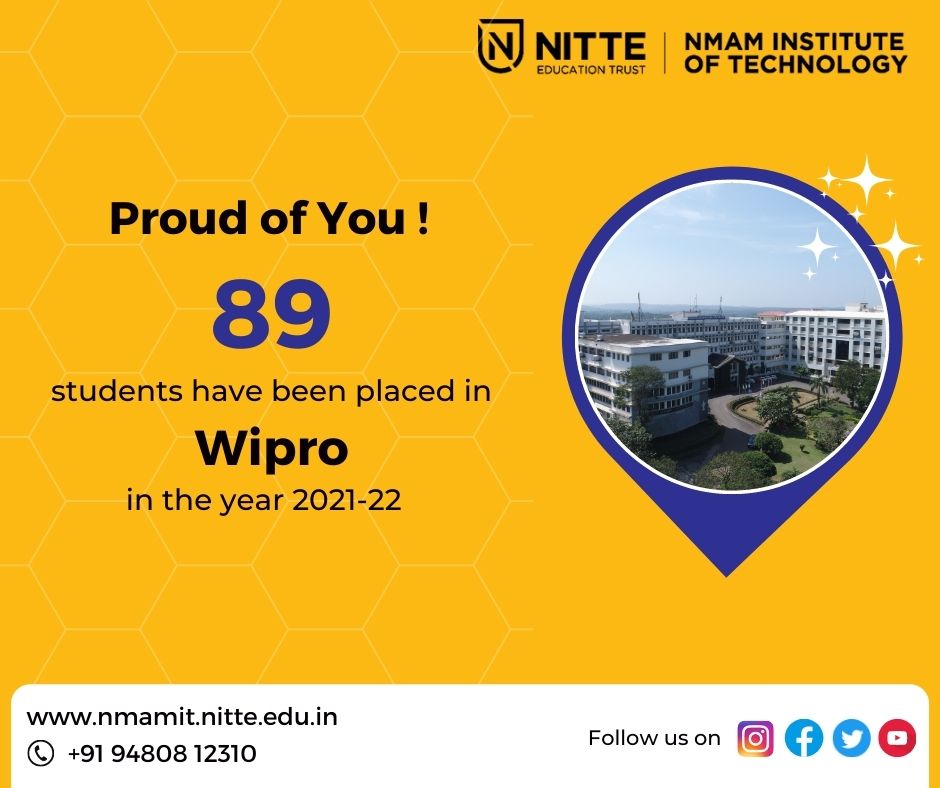 NITTE
EDUCATION TRUST
NMAM INSTITUTE
OF TECHNOLOGY
Proud of You !
89
students have been placed in
Wipro
in the year 2021-22
www.nmamit.nitte.edu.in
+91 94808 12310
Follow us on